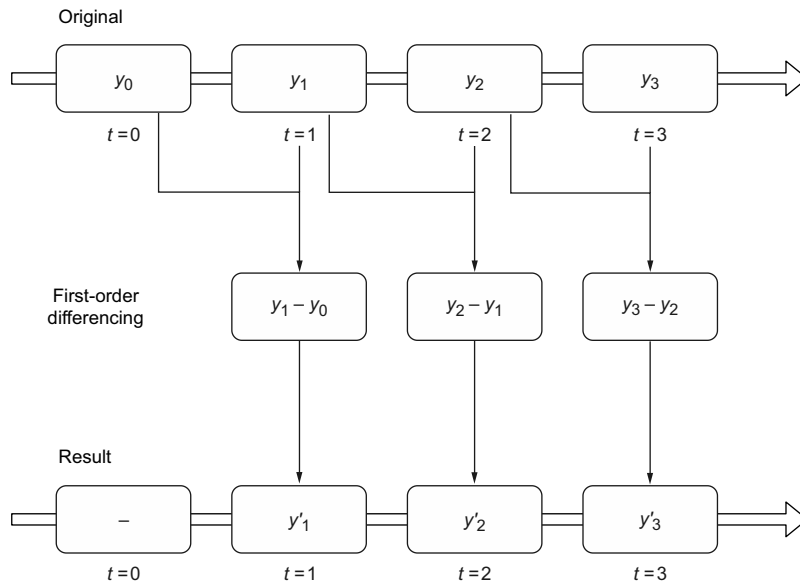 Original
y₀ y₁ y₂ y₃
t=0 t=1 t=2 t=3
First-order
differencing
y₁ – y₀ y₂ – y₁ y₃ – y₂
Result
– y'₁ y'₂ y'₃
t=0 t=1 t=2 t=3